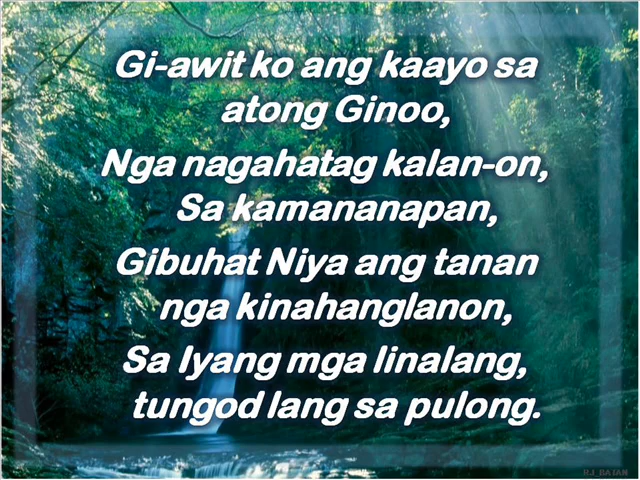 Gi-awit ko ang kaayo sa
atong Ginoo,
Nga nagahatag kalan-on,
Sa kamananapan,
Gibuhat Niya ang tanan
nga kinahanglanon,
Sa Iyang mga linalang,
tungod lang sa pulong.
RJ_BATAN